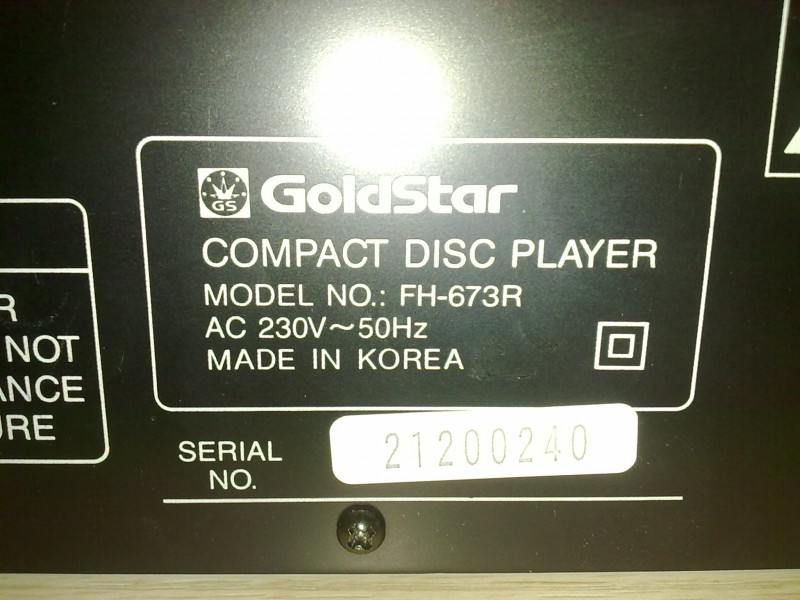 GS GoldStar
COMPACT DISC PLAYER
MODEL NO.: FH-673R
AC 230V~50Hz
MADE IN KOREA
SERIAL NO.
21200240
R
NOT
ANCE
URE